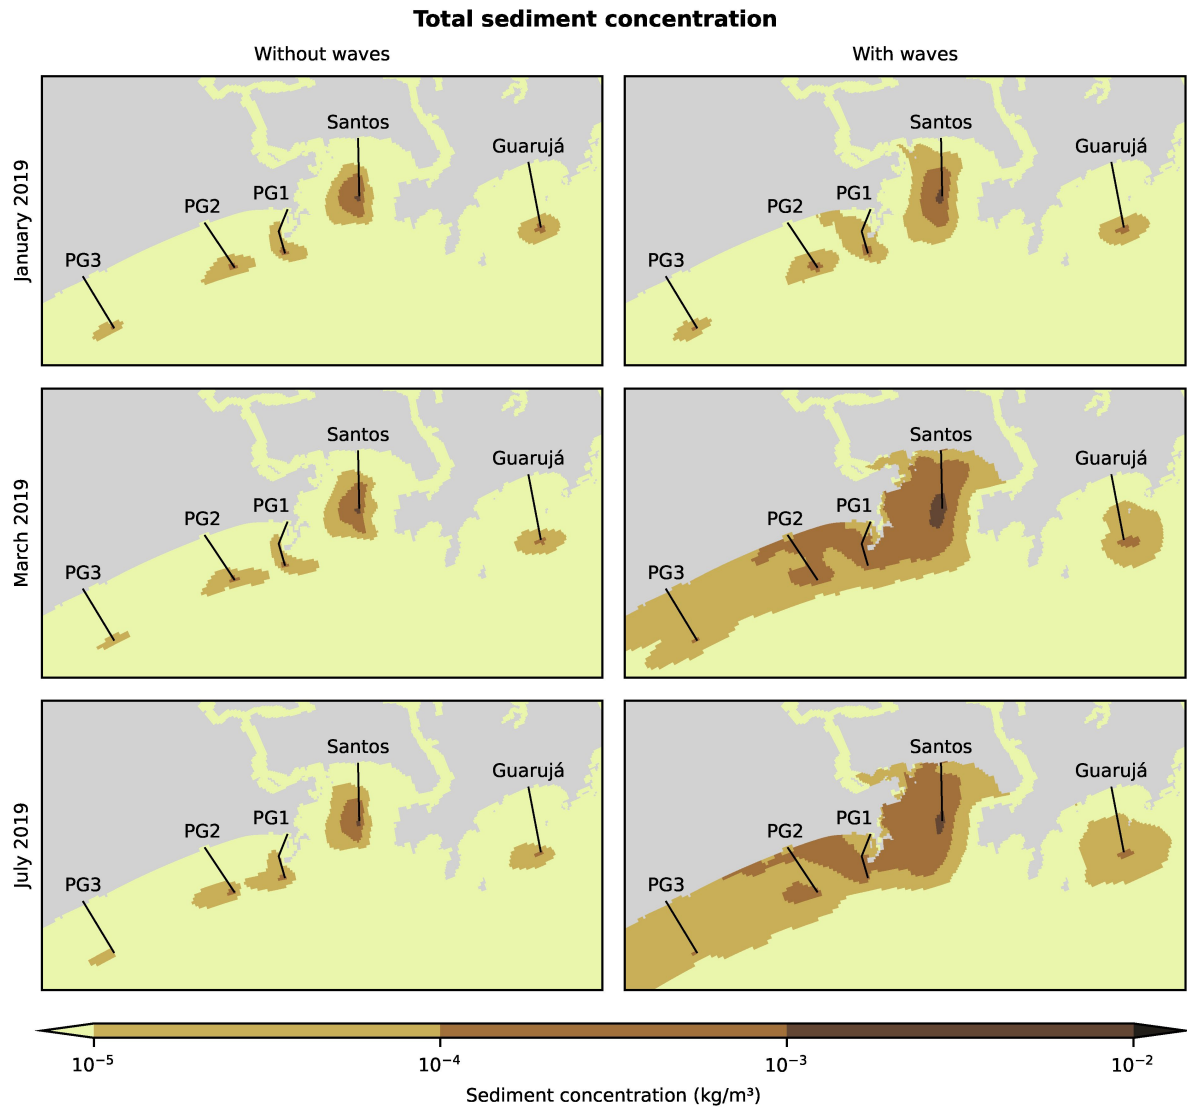 Total sediment concentration
Without waves
With waves
January 2019
Santos
Guarujá
PG1
PG2
PG3
Santos
Guarujá
PG1
PG2
PG3
March 2019
Santos
Guarujá
PG1
PG2
PG3
Santos
Guarujá
PG1
PG2
PG3
July 2019
Santos
Guarujá
PG1
PG2
PG3
Santos
Guarujá
PG1
PG2
PG3
10⁻⁵ 10⁻⁴ 10⁻³ 10⁻²
Sediment concentration (kg/m³)